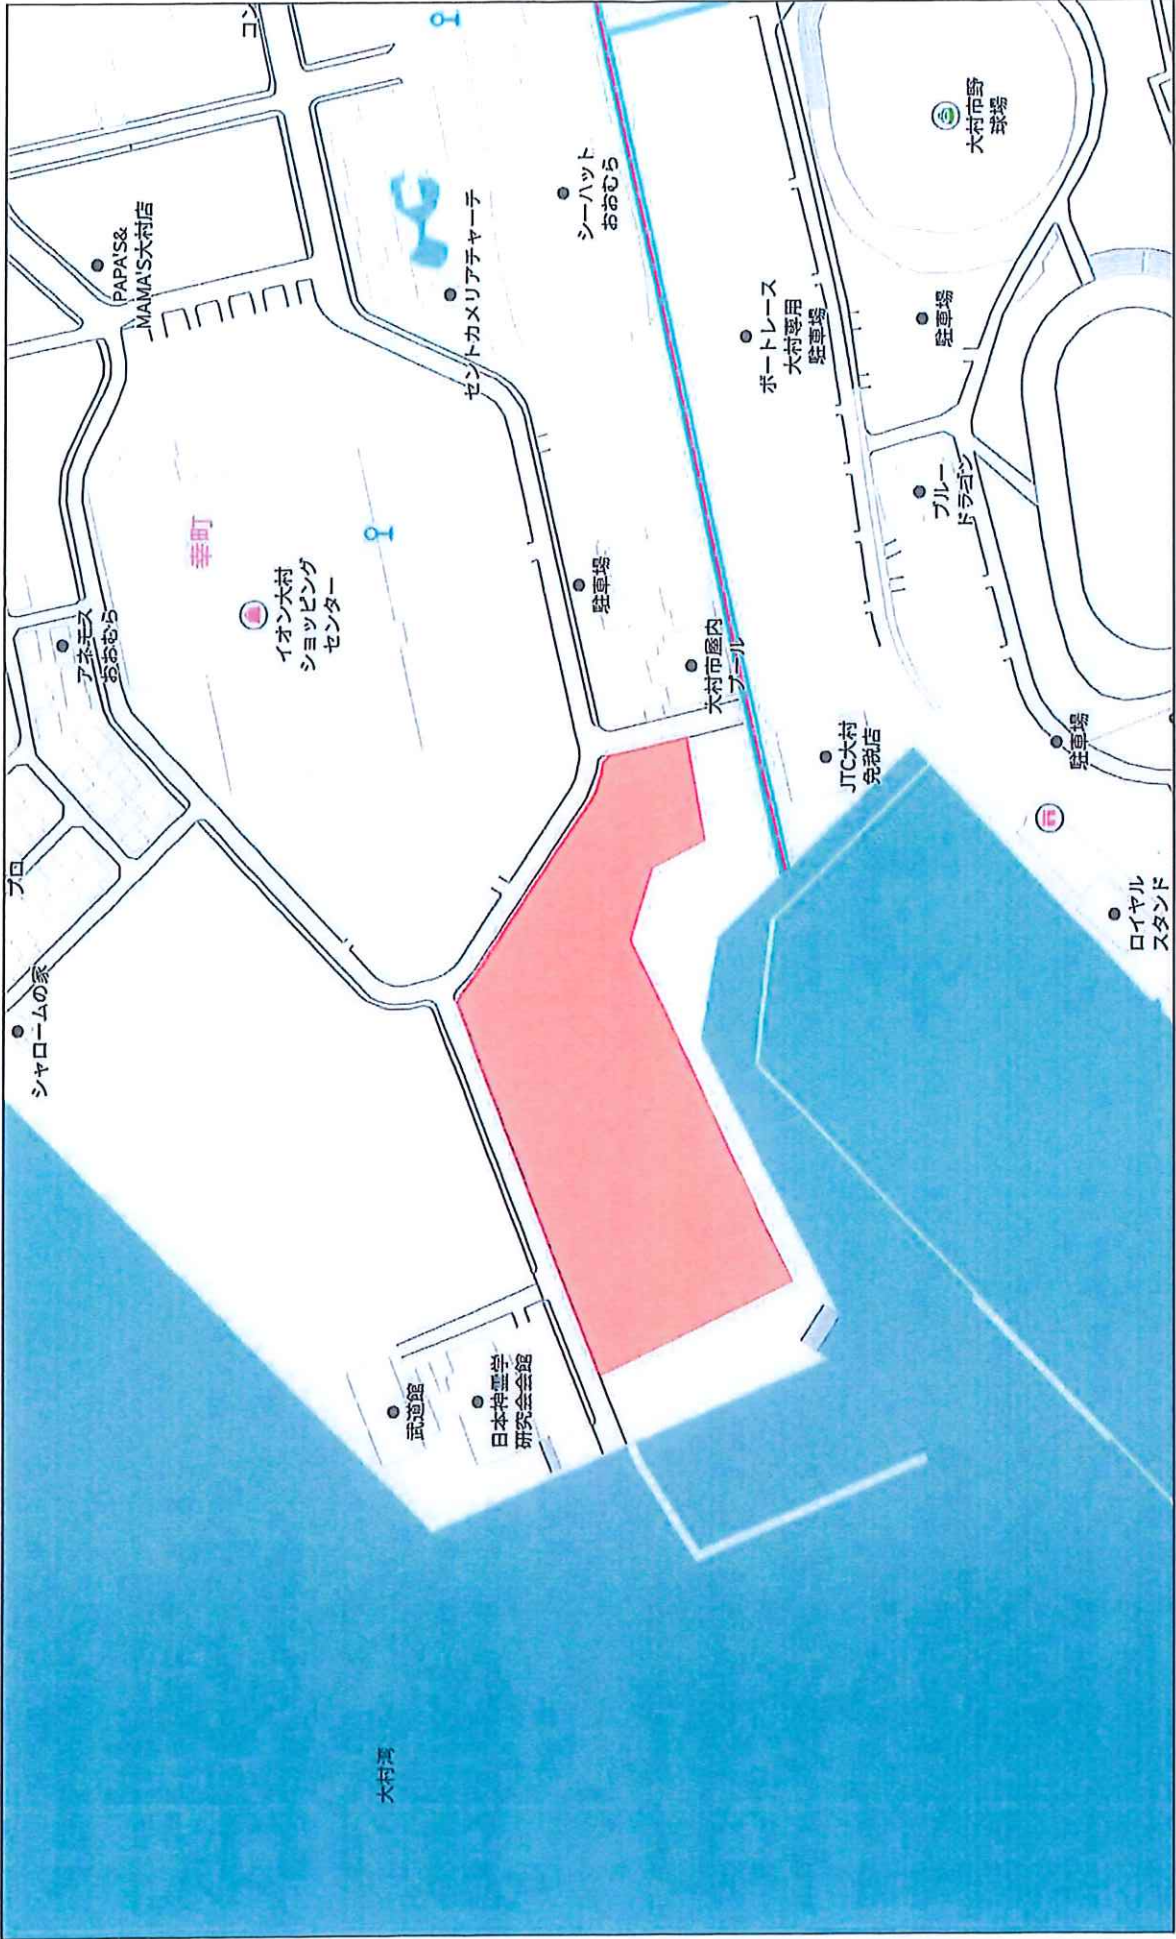 シャロームの家
プロ
アネモス
おおむら
PAPA'S&
MAMA'S大村店
コン
幸町
イオン大村
ショッピング
センター
セントカメリアチャーチ
シーハット
おおむら
駐車場
大村市屋内
プール
武道館
日本神霊学
研究会会館
大村湾
ボートレース
大村専用
駐車場
大村市野
球場
駐車場
ブルー
ドラゴン
JTC大村
免税店
駐車場
ロイヤル
スタンド